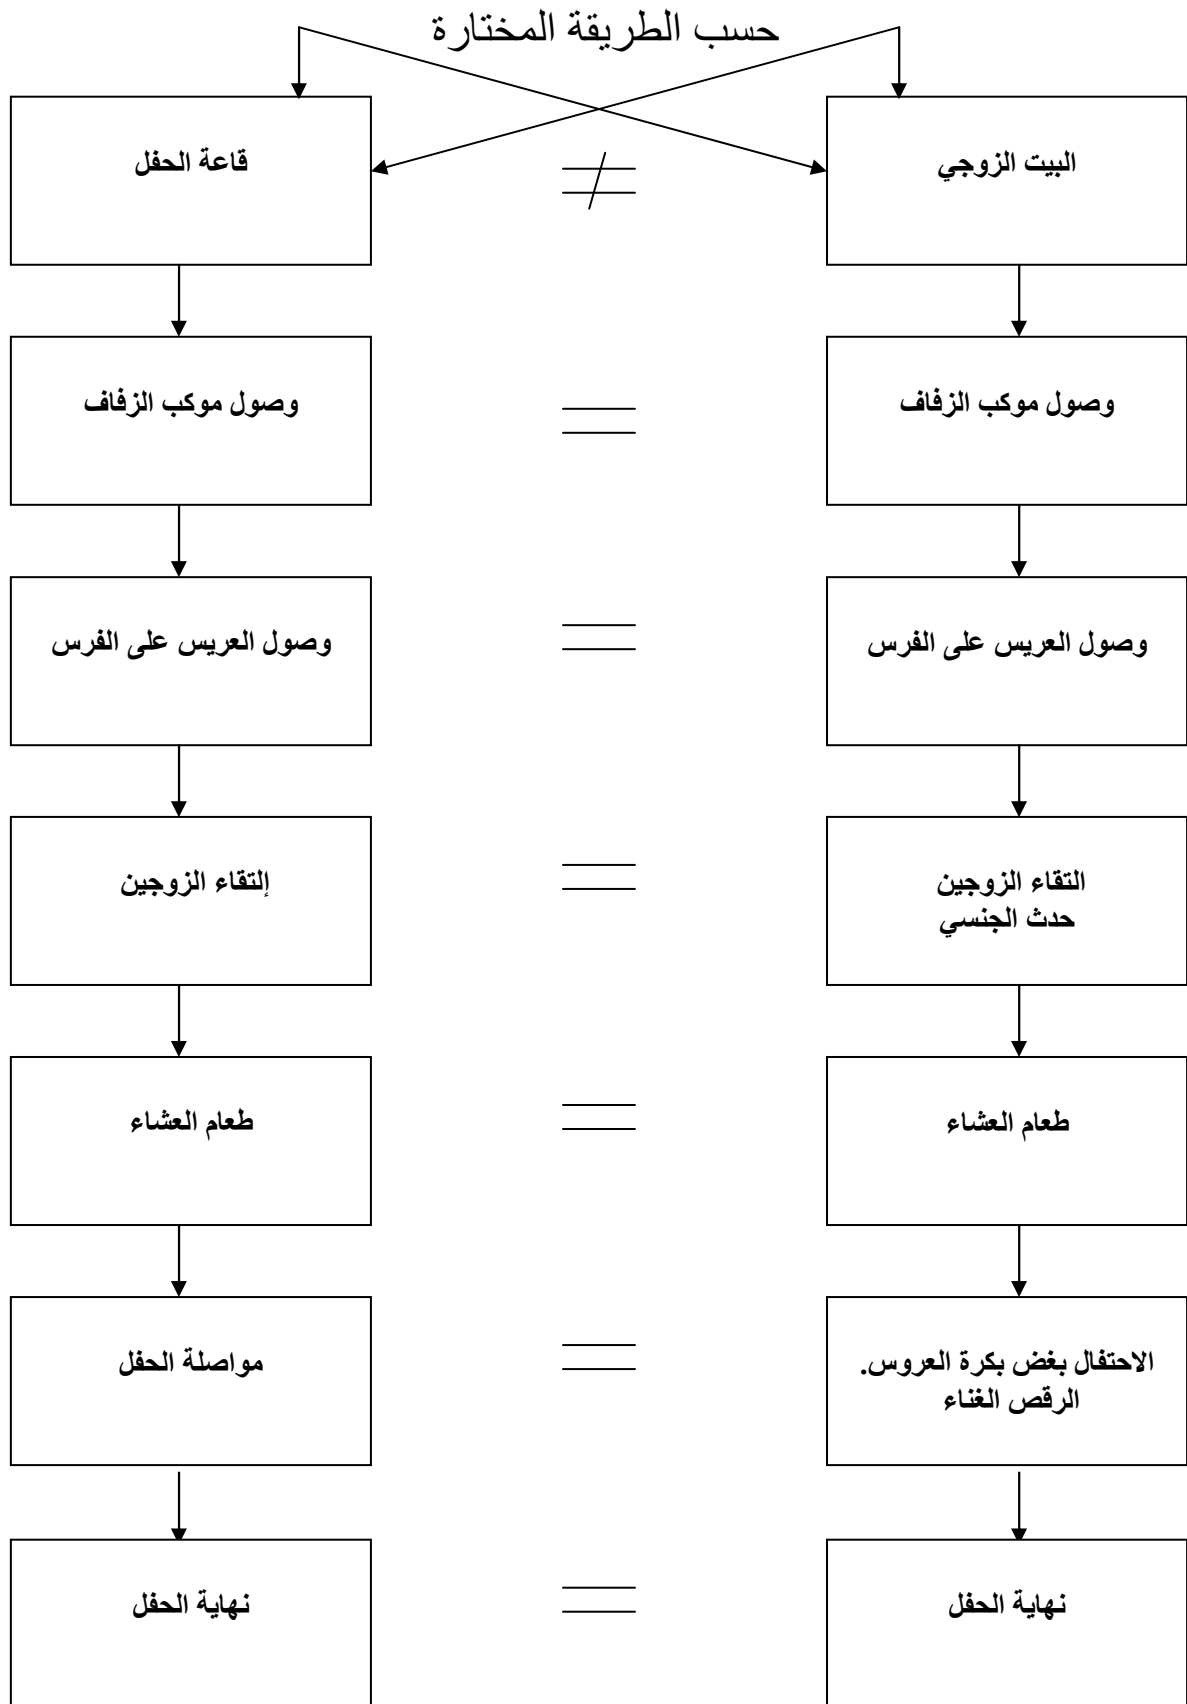 حسب الطريقة المختارة
البيت الزوجي
قاعة الحفل
وصول موكب الزفاف
وصول موكب الزفاف
وصول العريس على الفرس
وصول العريس على الفرس
التقاء الزوجين
حدث الجنسي
إلتقاء الزوجين
طعام العشاء
طعام العشاء
الاحتفال بغض بكرة العروس.
الرقص الغناء
مواصلة الحفل
نهاية الحفل
نهاية الحفل